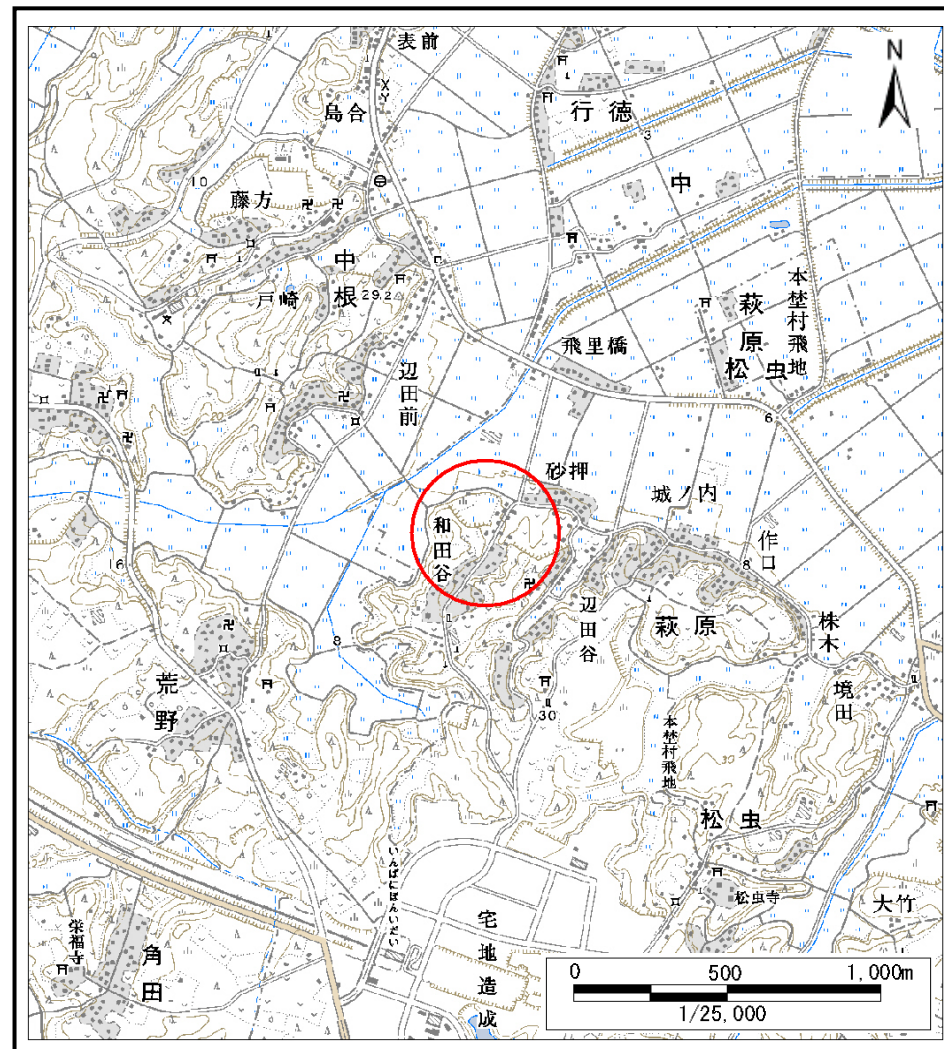 表前
島合
行徳
N
3
10
藤方
中
中根
29.2
戸崎
本埜村飛地
萩原
松虫
飛里橋
辺田前
6
砂押
城ノ内
和田谷
作口
16
8
辺田谷
萩原
株木
8
荒野
30
境田
本埜村飛地
30
松虫
いんばにほんいだい
松虫寺
大竹
栄福寺
角田
宅地造成
0 500 1,000m
1/25,000